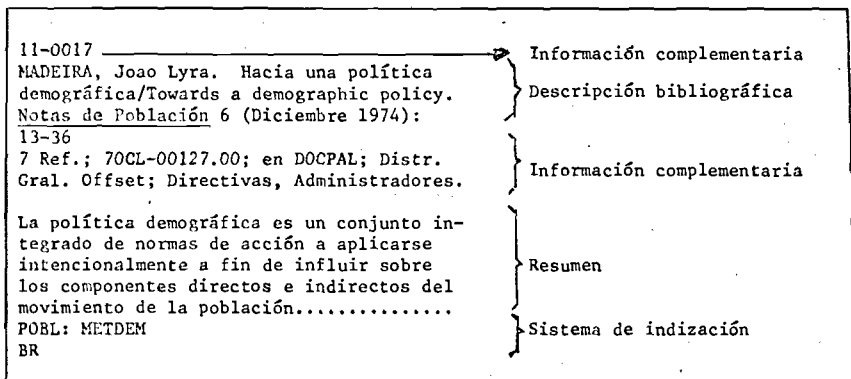 11-0017 Información complementaria
MADEIRA, Joao Lyra. Hacia una política
demográfica/Towards a demographic policy. Descripción bibliográfica
Notas de Población 6 (Diciembre 1974):
13-36
7 Ref.; 70CL-00127.00; en DOCPAL; Distr. Información complementaria
Gral. Offset; Directivas, Administradores.
La política demográfica es un conjunto in-
tegrado de normas de acción a aplicarse
intencionalmente a fin de influir sobre Resumen
los componentes directos e indirectos del
movimiento de la población...............
POBL: METDEM Sistema de indización
BR